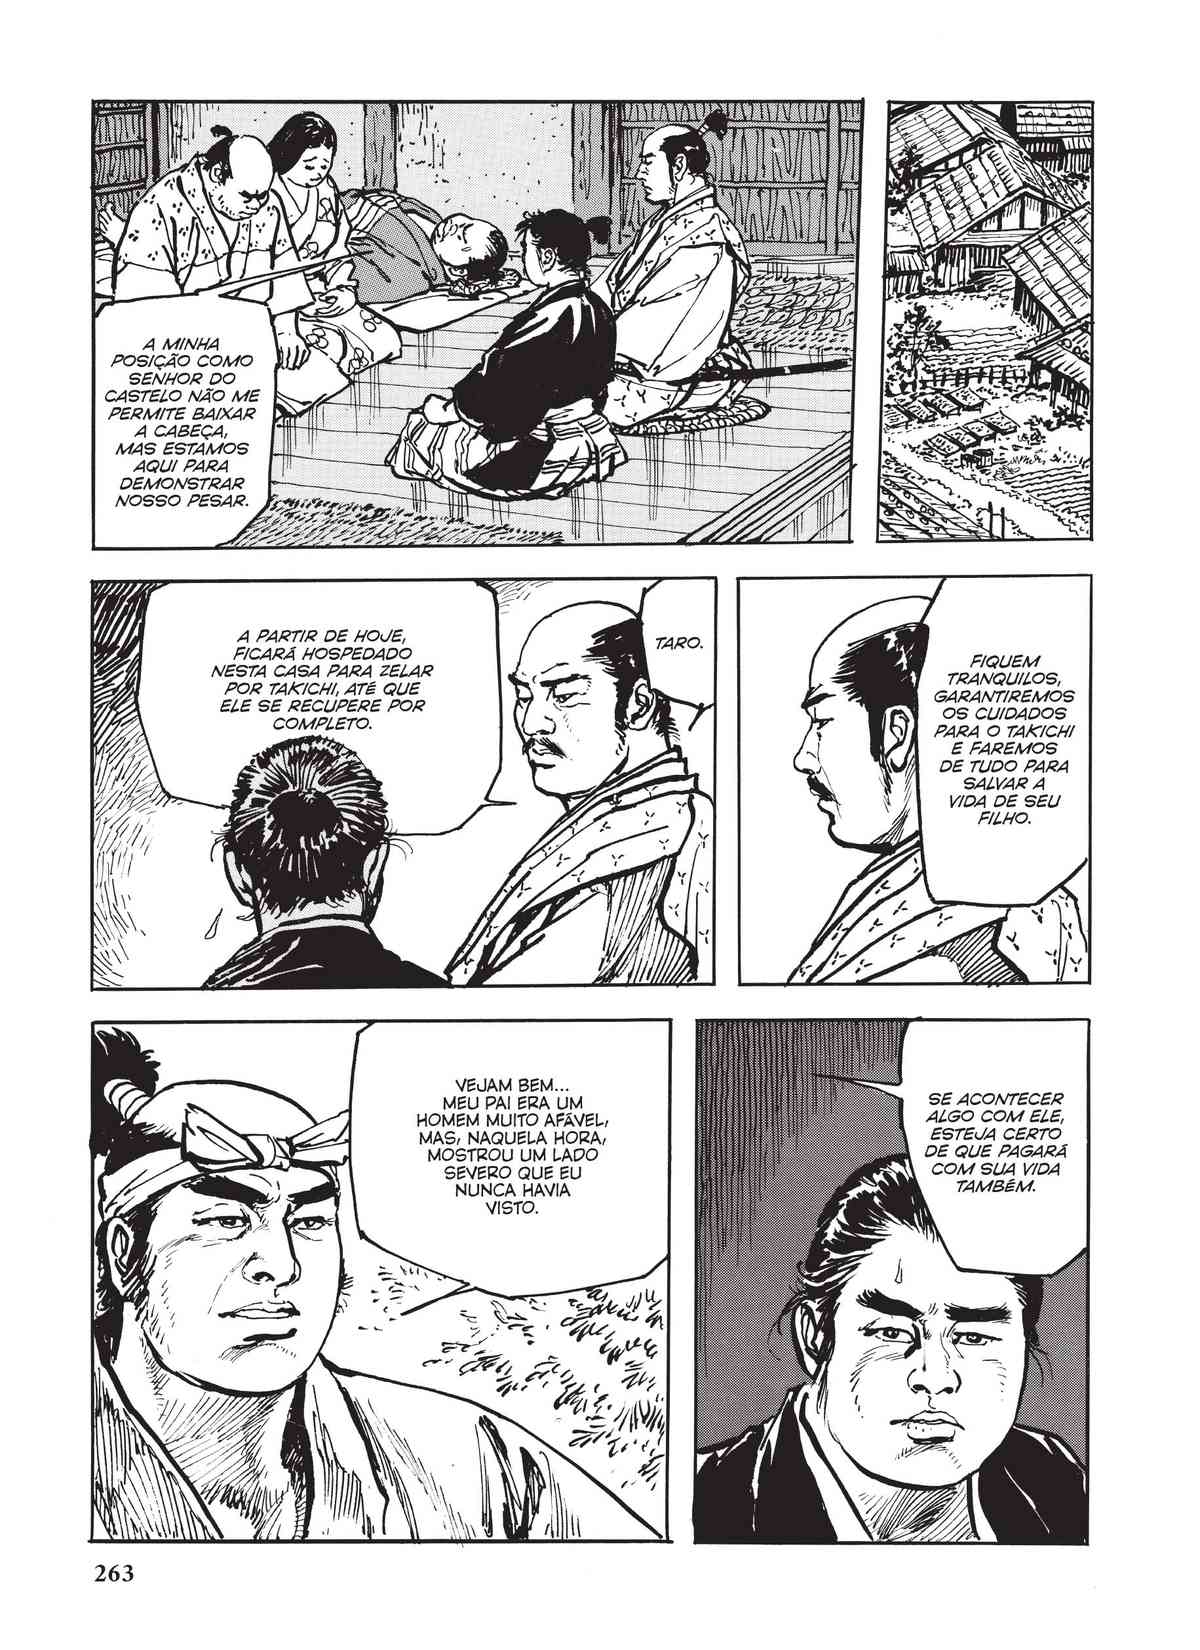 A MINHA
POSIÇÃO COMO
SENHOR DO
CASTELO NÃO ME
PERMITE BAIXAR
A CABEÇA,
MAS ESTAMOS
AQUI PARA
DEMONSTRAR
NOSSO PESAR.
FIQUEM
TRANQUILOS,
GARANTIREMOS
OS CUIDADOS
PARA O TAKICHI
E FAREMOS
DE TUDO PARA
SALVAR A
VIDA DE SEU
FILHO.
TARO.
A PARTIR DE HOJE,
FICARÁ HOSPEDADO
NESTA CASA PARA ZELAR
POR TAKICHI, ATÉ QUE
ELE SE RECUPERE POR
COMPLETO.
SE ACONTECER
ALGO COM ELE,
ESTEJA CERTO
DE QUE PAGARÁ
COM SUA VIDA
TAMBÉM.
VEJAM BEM...
MEU PAI ERA UM
HOMEM MUITO AFÁVEL,
MAS, NAQUELA HORA,
MOSTROU UM LADO
SEVERO QUE EU
NUNCA HAVIA
VISTO.
263